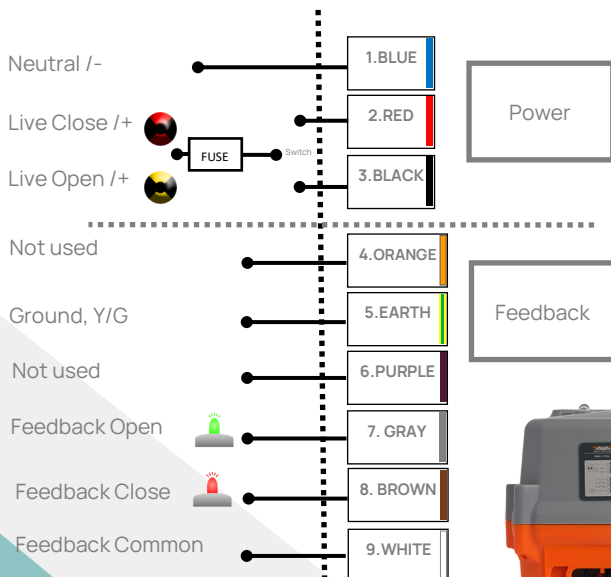 Neutral /-
1.BLUE
Live Close /+
2.RED
Power
FUSE
Switch
Live Open /+
3.BLACK
Not used
4.ORANGE
Ground, Y/G
5.EARTH
Feedback
Not used
6.PURPLE
Feedback Open
7. GRAY
Feedback Close
8. BROWN
Feedback Common
9.WHITE